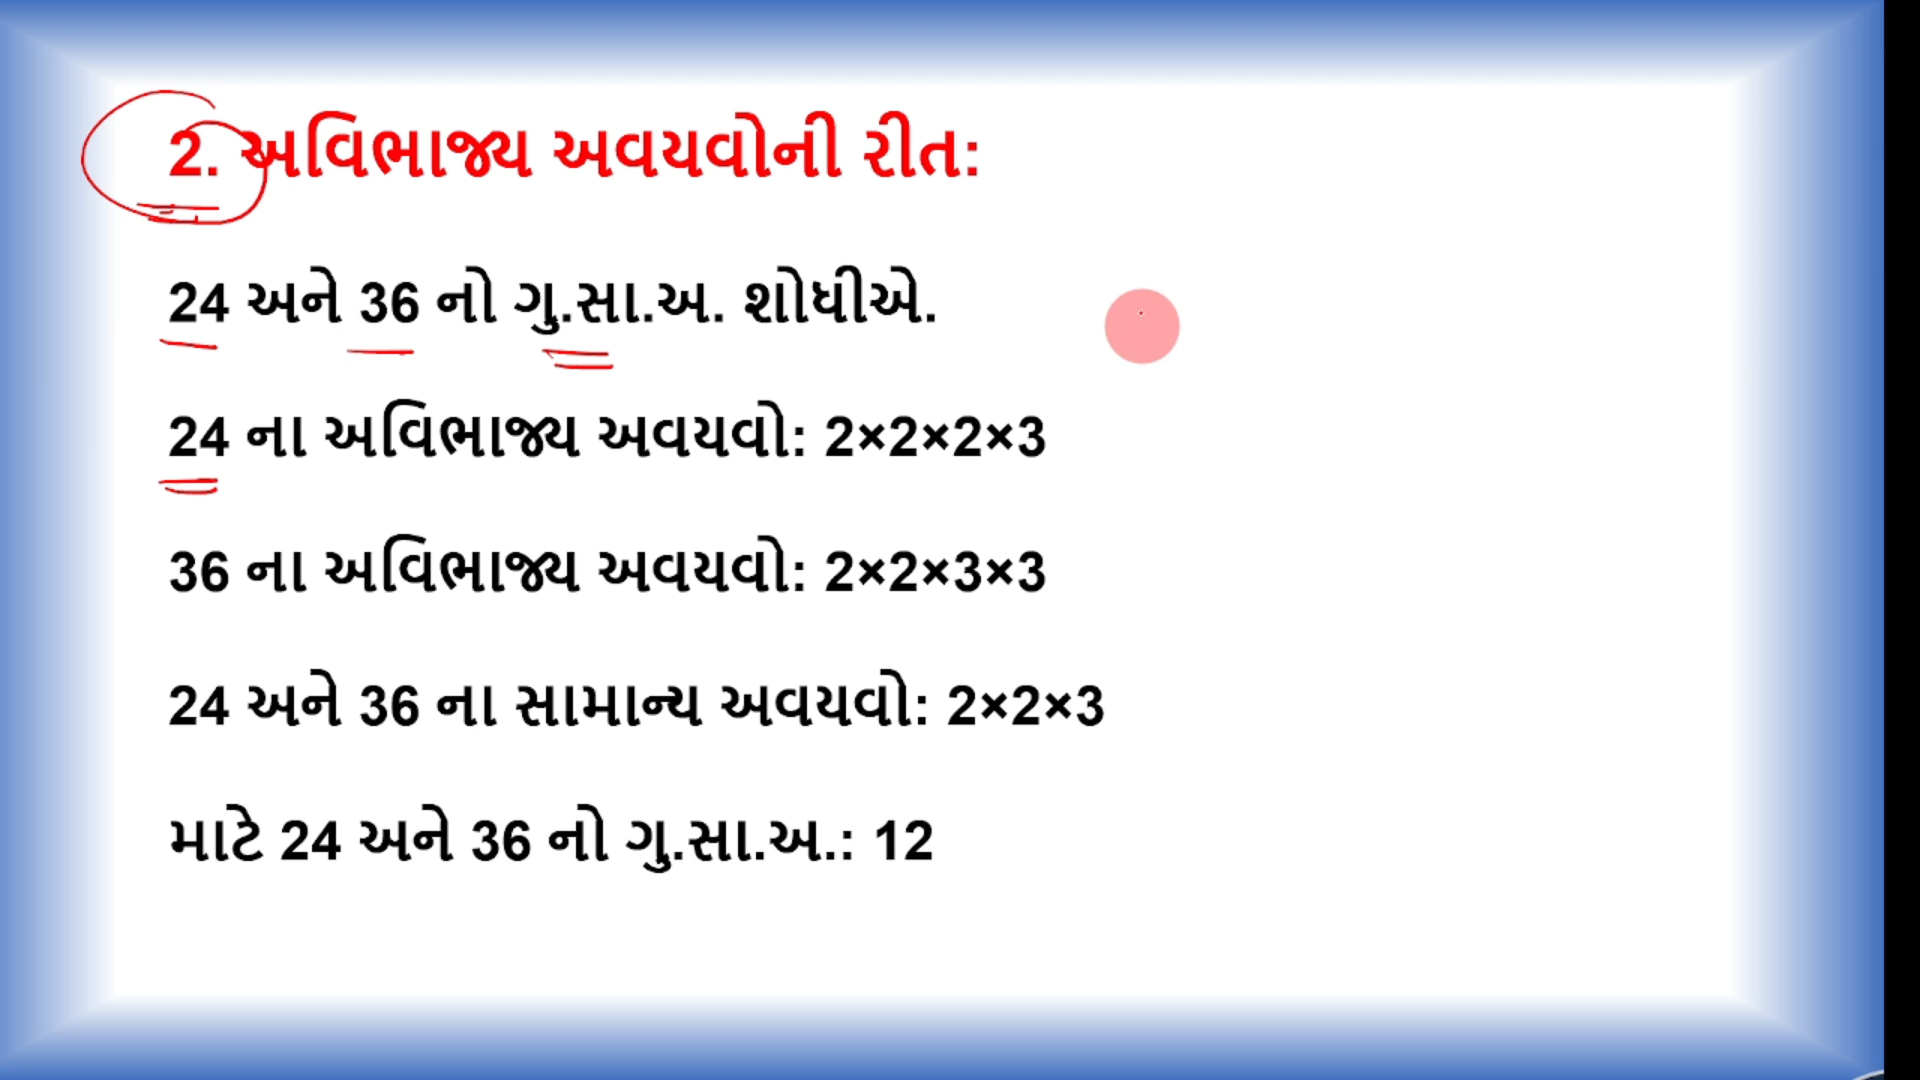 2. અવિભાજ્ય અવયવોની રીત:
24 અને 36 નો ગુ.સા.અ. શોધીએ.
24 ના અવિભાજ્ય અવયવો: 2×2×2×3
36 ના અવિભાજ્ય અવયવો: 2×2×3×3
24 અને 36 ના સામાન્ય અવયવો: 2×2×3
માટે 24 અને 36 નો ગુ.સા.અ.: 12